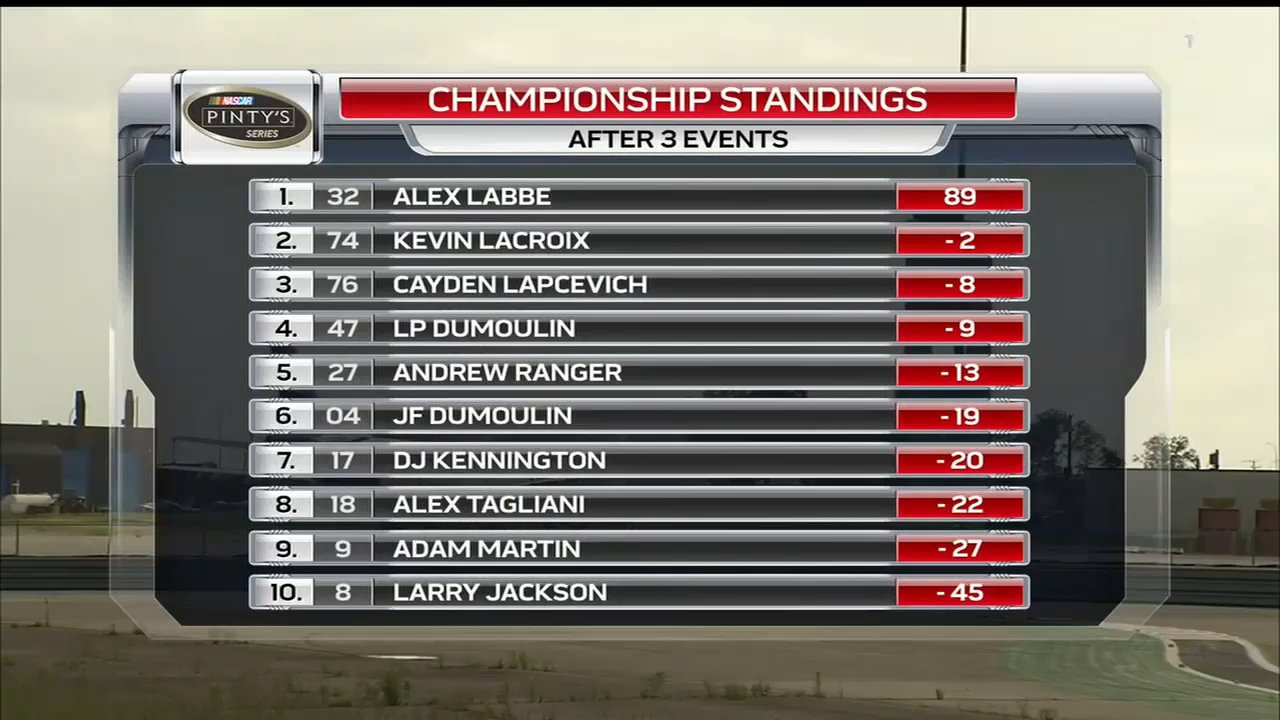 NASCAR
PINTY'S
SERIES
CHAMPIONSHIP STANDINGS
AFTER 3 EVENTS
1. 32 ALEX LABBE 89
2. 74 KEVIN LACROIX - 2
3. 76 CAYDEN LAPCEVICH - 8
4. 47 LP DUMOULIN - 9
5. 27 ANDREW RANGER - 13
6. 04 JF DUMOULIN - 19
7. 17 DJ KENNINGTON - 20
8. 18 ALEX TAGLIANI - 22
9. 9 ADAM MARTIN - 27
10. 8 LARRY JACKSON - 45